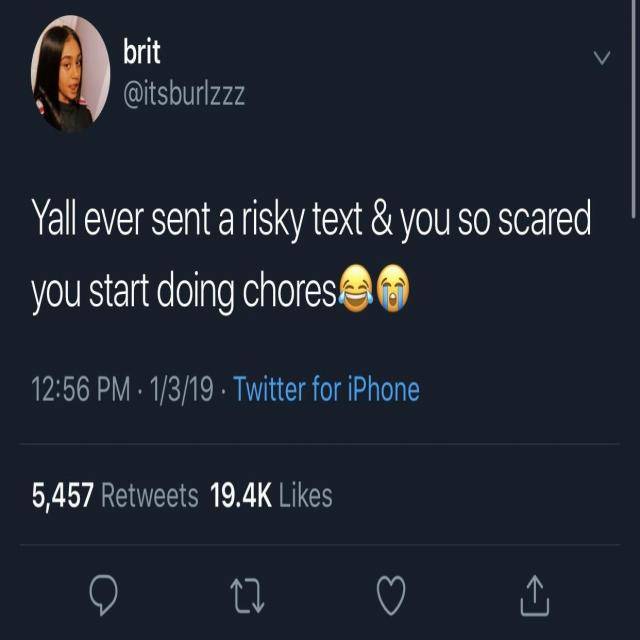 brit
@itsburlzzz
Yall ever sent a risky text & you so scared
you start doing chores😂😭
12:56 PM · 1/3/19 · Twitter for iPhone
5,457 Retweets 19.4K Likes